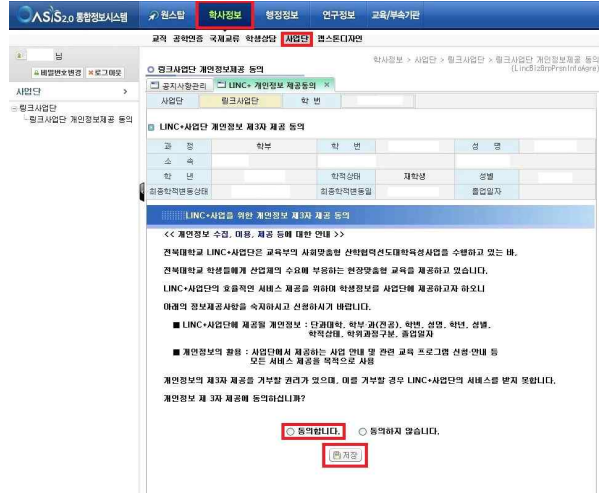 OASIS2.0 통합정보시스템
원스탑 학사정보 행정정보 연구정보 교육/부속기관
교직 공학인증 국제교류 학생상담 사업단 캡스톤디자인
님
비밀번호변경 로그아웃
사업단 >
링크사업단
링크사업단 개인정보제공 동의
학사정보 > 사업단 > 링크사업단 > 링크사업단 개인정보제공 동의
링크사업단 개인정보제공 동의
공지사항관리 LINC+ 개인정보 제공동의 ×
사업단 링크사업단 학 번
LINC+사업단 개인정보 제3자 제공 동의
과 정 학부 학 번 성 명
소 속
학 년 학적상태 재학생 성별
최종학적변동상태 최종학적변동일 졸업일자
LINC+사업을 위한 개인정보 제3자 제공 동의
<< 개인정보 수집, 이용, 제공 등에 대한 안내 >>
전북대학교 LINC+사업단은 교육부의 사회맞춤형 산학협력선도대학육성사업을 수행하고 있는 바,
전북대학교 학생들에게 산업체의 수요에 부응하는 현장맞춤형 교육을 제공하고 있습니다.
LINC+사업단의 효율적인 서비스 제공을 위하여 학생정보를 사업단에 제공하고자 하오니
아래의 정보제공사항을 숙지하시고 신청하시기 바랍니다.
■ LINC+사업단에 제공될 개인정보 : 단과대학, 학부·과(전공), 학번, 성명, 학년, 성별,
학적상태, 학위과정구분, 졸업일자
■ 개인정보의 활용 : 사업단에서 제공하는 사업 안내 및 관련 교육 프로그램 신청·안내 등
모든 서비스 제공을 목적으로 사용
개인정보의 제3자 제공을 거부할 권리가 있으며, 이를 거부할 경우 LINC+사업단의 서비스를 받지 못합니다.
개인정보 제 3자 제공에 동의하십니까?
동의합니다. 동의하지 않습니다.
저장